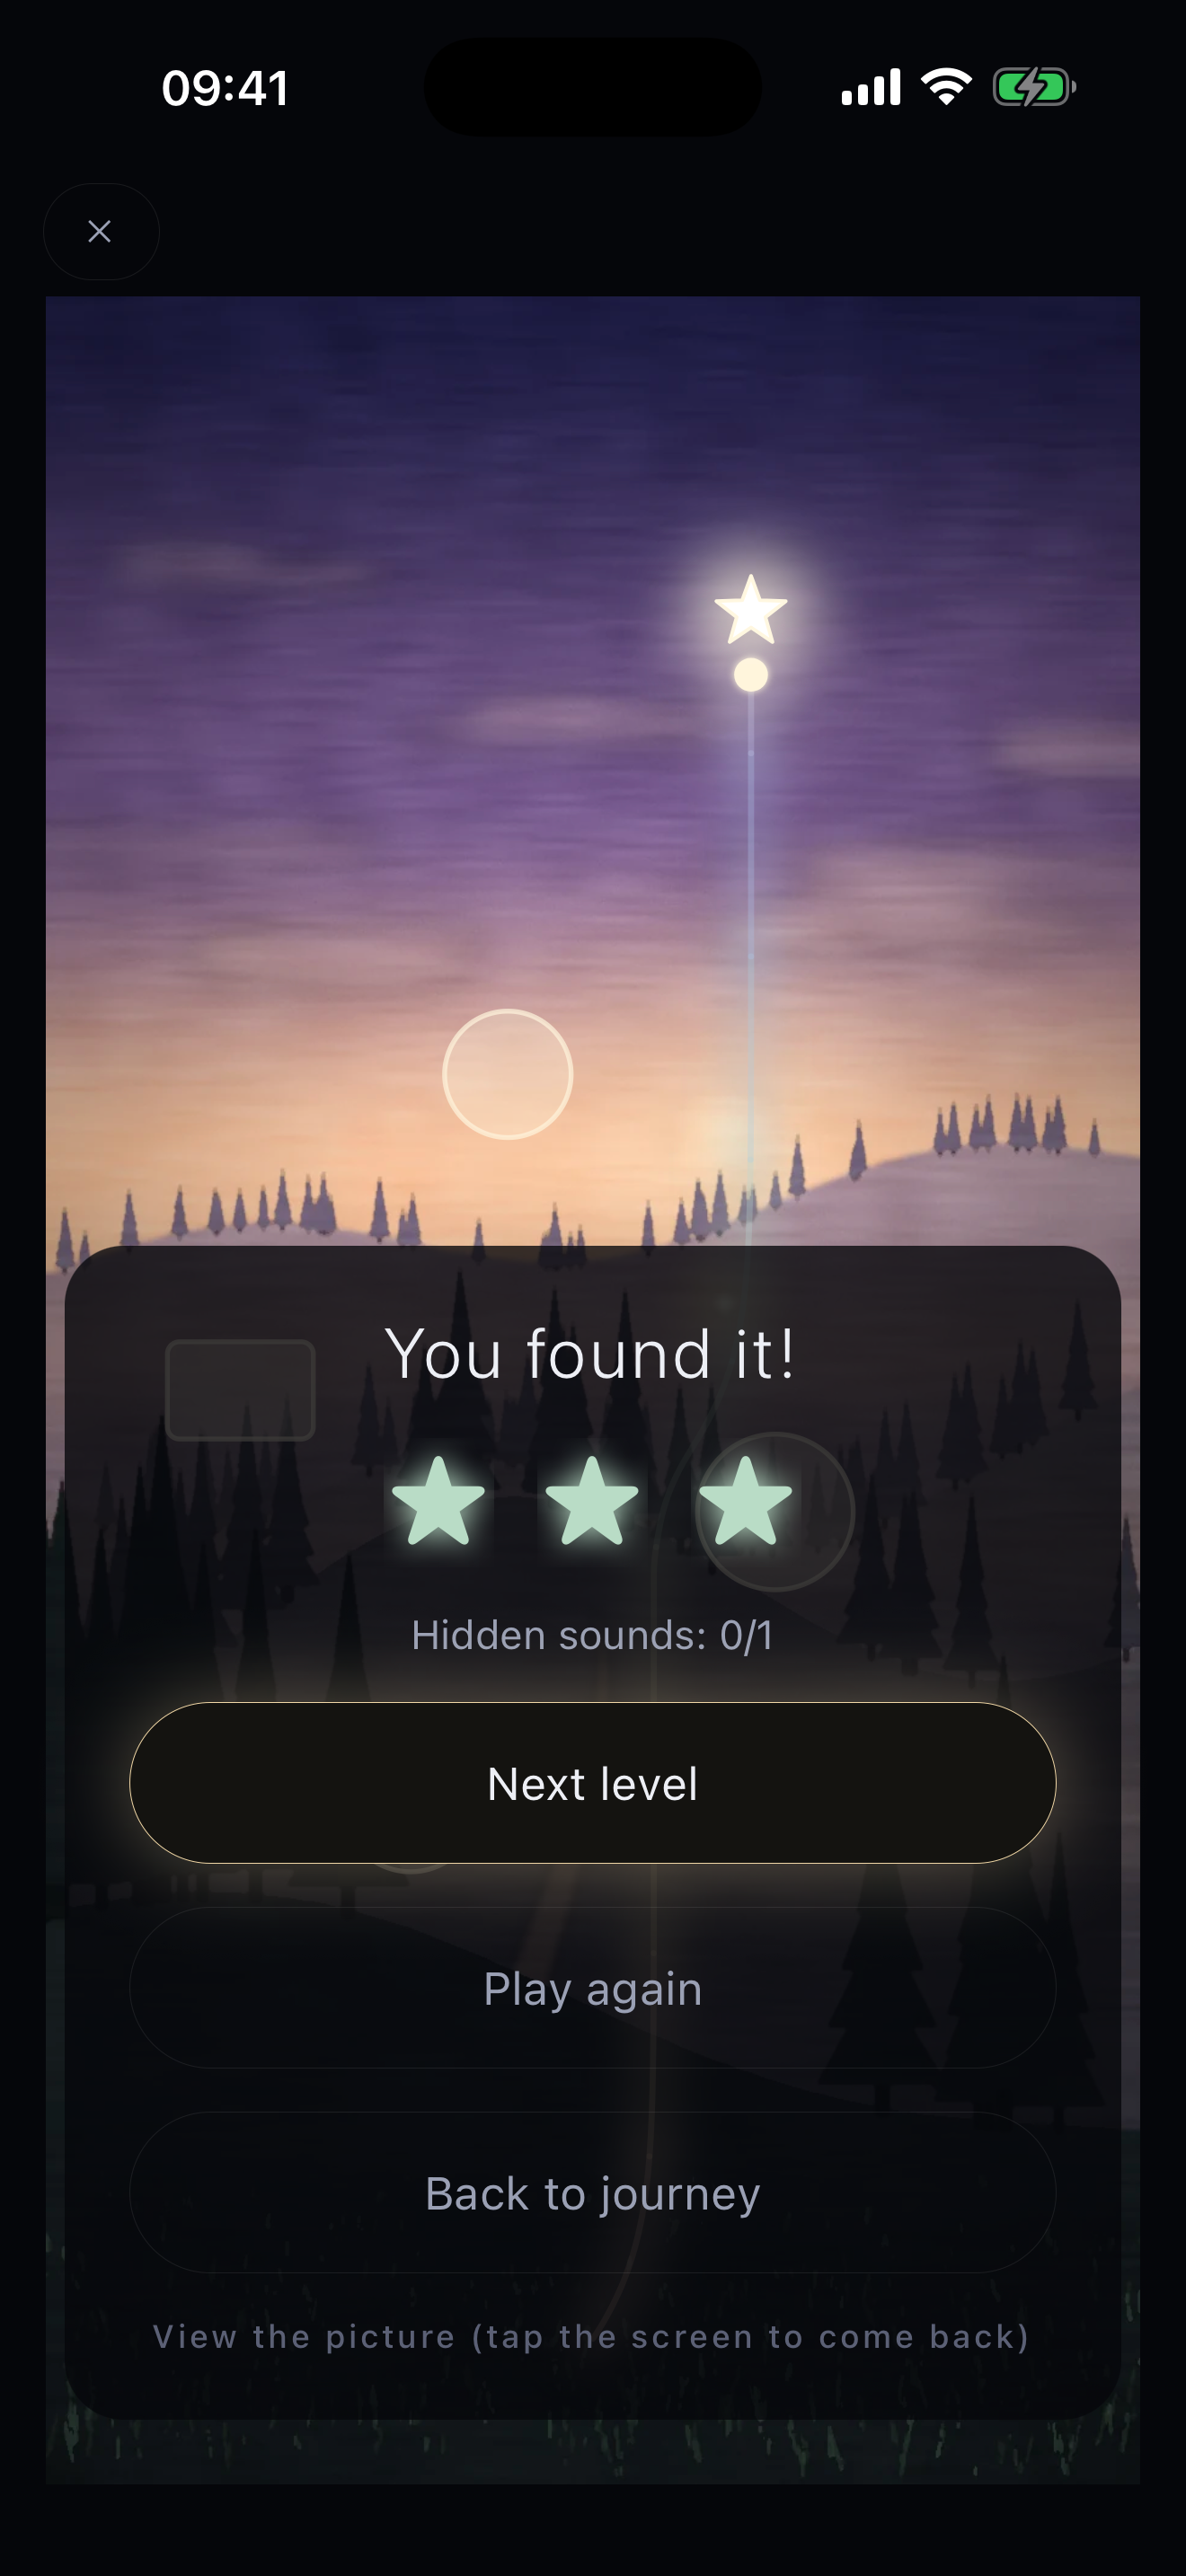 09:41
You found it!
Hidden sounds: 0/1
Next level
Play again
Back to journey
View the picture (tap the screen to come back)